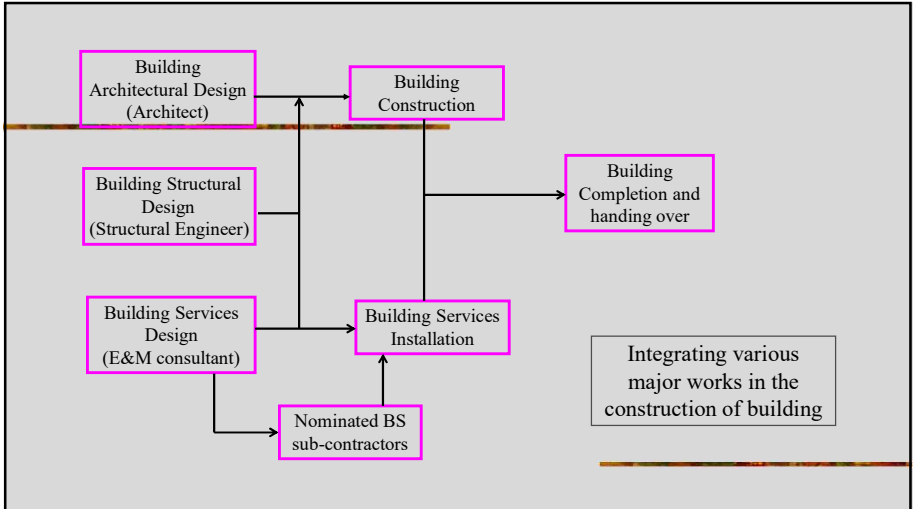 Building
Architectural Design
(Architect)
Building
Construction
Building Structural
Design
(Structural Engineer)
Building
Completion and
handing over
Building Services
Design
(E&M consultant)
Building Services
Installation
Nominated BS
sub-contractors
Integrating various
major works in the
construction of building